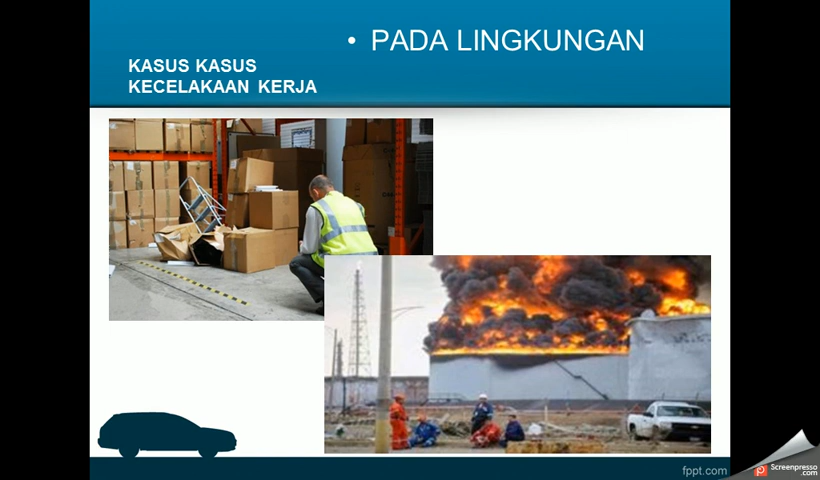 • PADA LINGKUNGAN
KASUS KASUS
KECELAKAAN KERJA
fppt.com
Screenpresso
.com